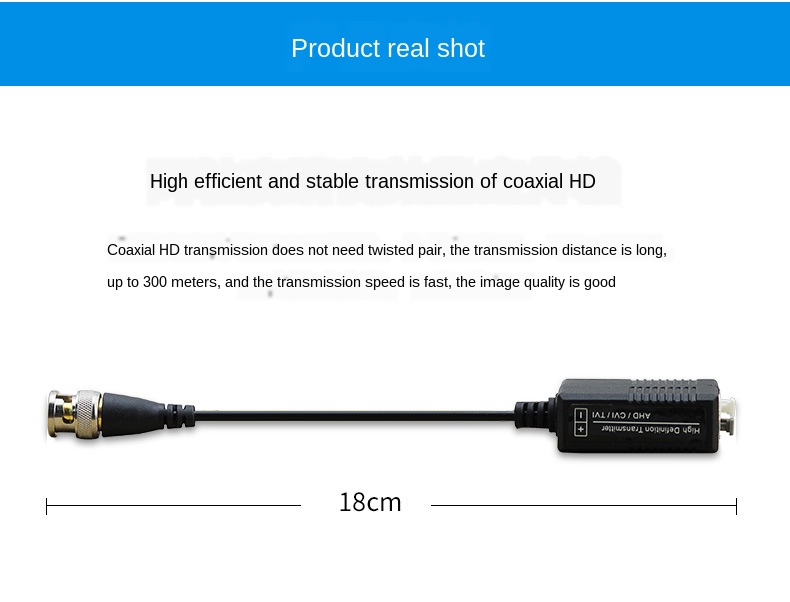 Product real shot
High efficient and stable transmission of coaxial HD
Coaxial HD transmission does not need twisted pair, the transmission distance is long,
up to 300 meters, and the transmission speed is fast, the image quality is good
High Definition Transmitter
AHD / CVI / TVI
+ -
18cm